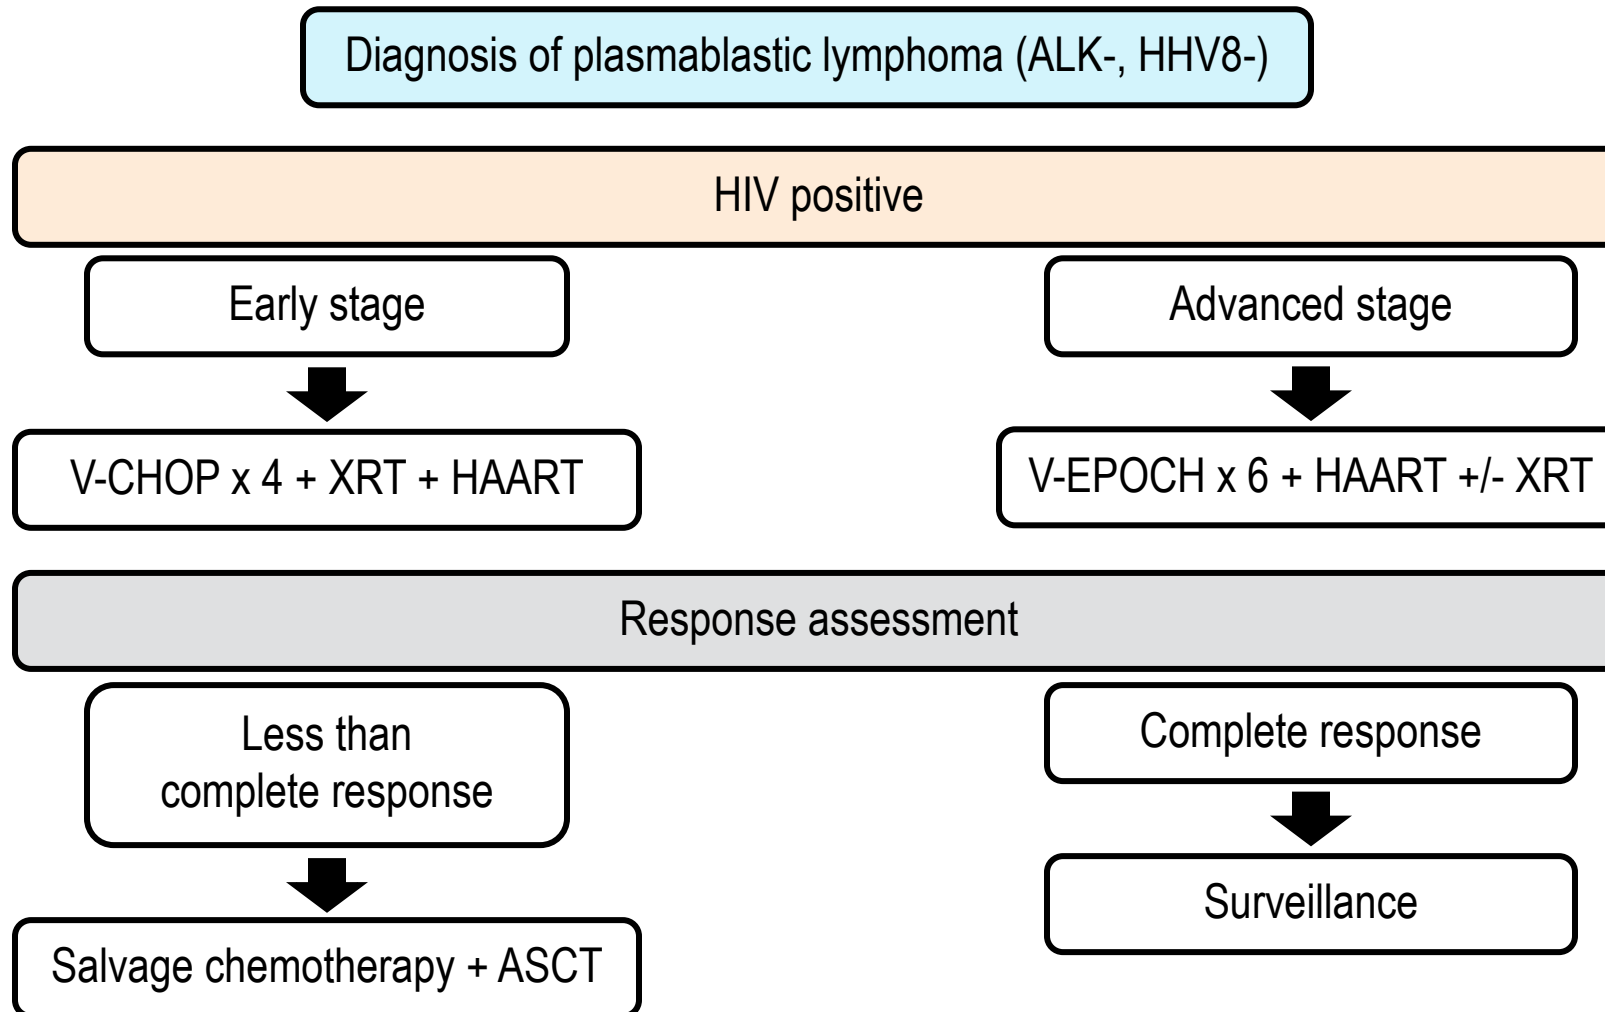 Diagnosis of plasmablastic lymphoma (ALK-, HHV8-)
HIV positive
Early stage
Advanced stage
V-CHOP x 4 + XRT + HAART
V-EPOCH x 6 + HAART +/- XRT
Response assessment
Less than
complete response
Complete response
Salvage chemotherapy + ASCT
Surveillance